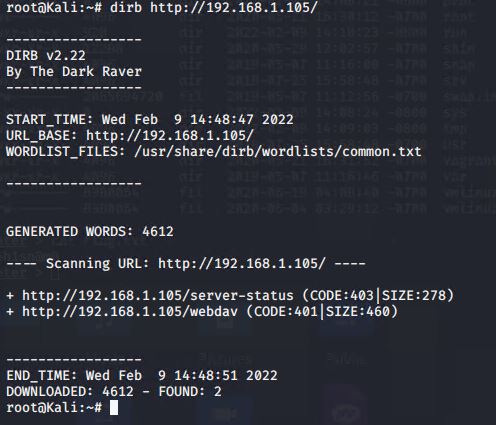 root@Kali:~# dirb http://192.168.1.105/
-----------------
DIRB v2.22
By The Dark Raver
-----------------
START_TIME: Wed Feb  9 14:48:47 2022
URL_BASE: http://192.168.1.105/
WORDLIST_FILES: /usr/share/dirb/wordlists/common.txt
-----------------
GENERATED WORDS: 4612
---- Scanning URL: http://192.168.1.105/ ----
+ http://192.168.1.105/server-status (CODE:403|SIZE:278)
+ http://192.168.1.105/webdav (CODE:401|SIZE:460)
-----------------
END_TIME: Wed Feb  9 14:48:51 2022
DOWNLOADED: 4612 - FOUND: 2
root@Kali:~#